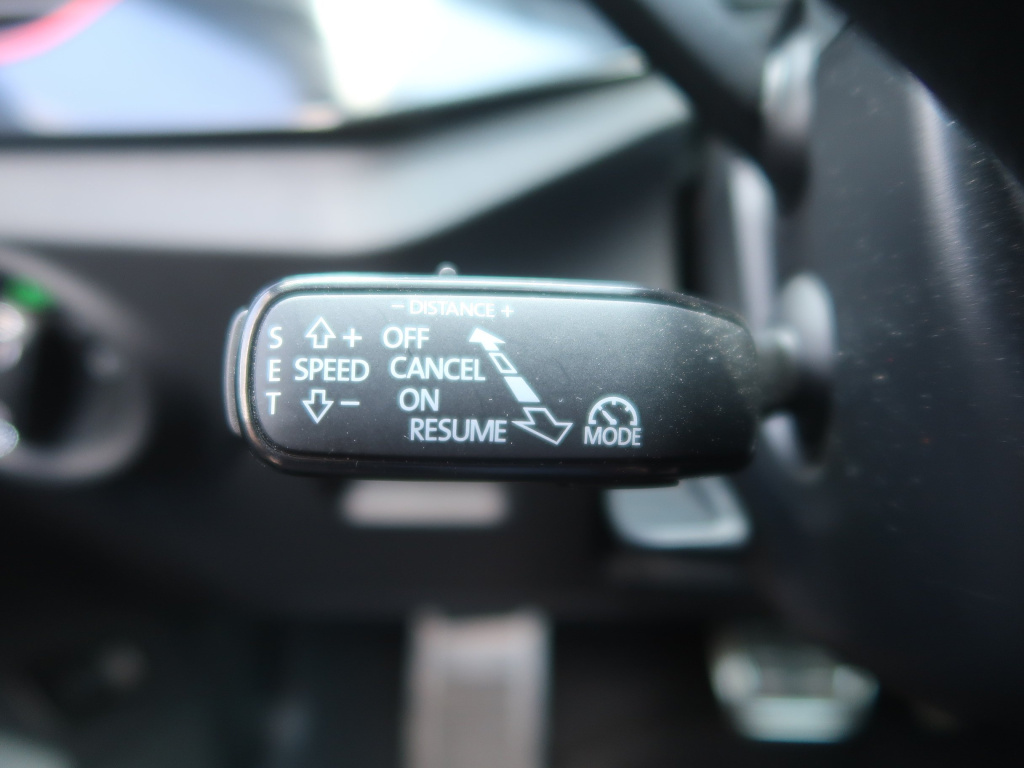 − DISTANCE +
S + OFF
E SPEED CANCEL
T − ON
RESUME
MODE